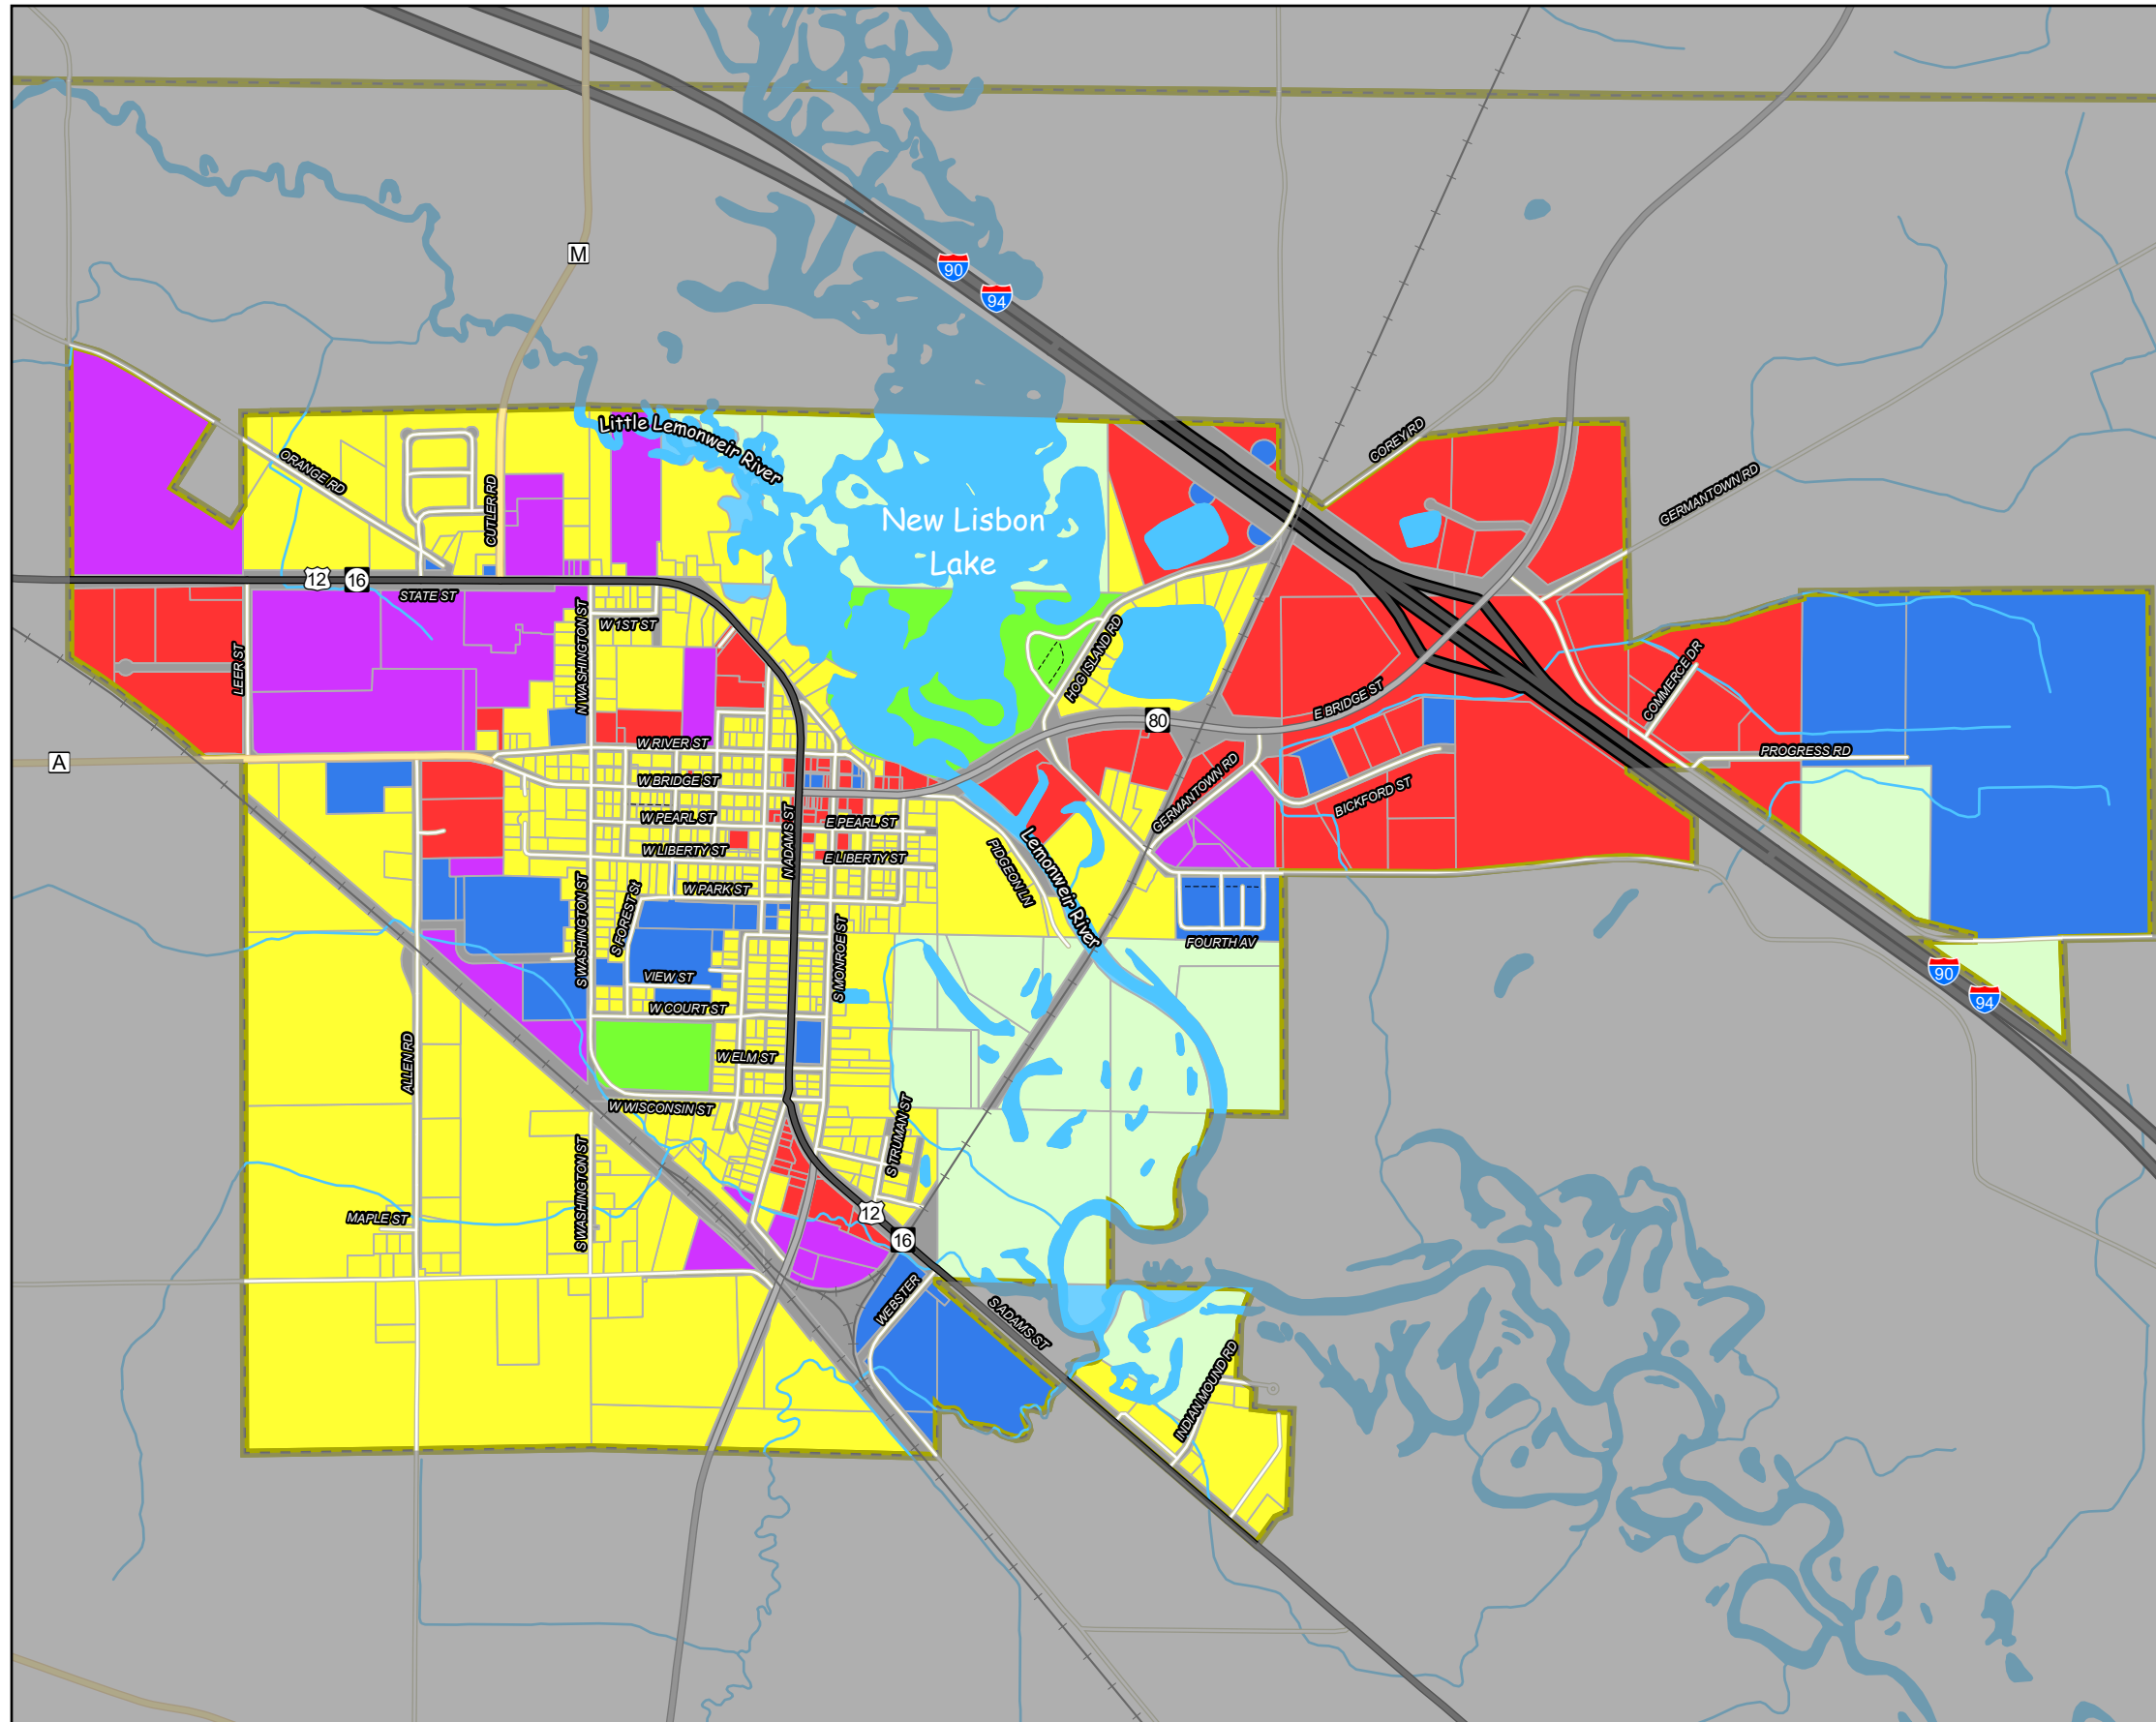 M
90
94
Little Lemonweir River
COREY RD
ORANGE RD
CUTLER RD
GERMANTOWN RD
New Lisbon
Lake
12
16
STATE ST
N WASHINGTON ST
W 1ST ST
LEER ST
HOG ISLAND RD
COMMERCE DR
E BRIDGE ST
80
W RIVER ST
PROGRESS RD
A
W BRIDGE ST
GERMANTOWN RD
BICKFORD ST
W PEARL ST
N ADAMS ST
E PEARL ST
W LIBERTY ST
E LIBERTY ST
PIDGEON LN
Lemonweir River
W PARK ST
S WASHINGTON ST
S FOREST St
S MONROE ST
FOURTH AV
VIEW ST
90
94
W COURT ST
ALLEN RD
W ELM ST
W WISCONSIN ST
S TRUMAN ST
S WASHINGTON ST
MAPLE ST
12
16
WEBSTER
S ADAMS ST
INDIAN MOUND RD